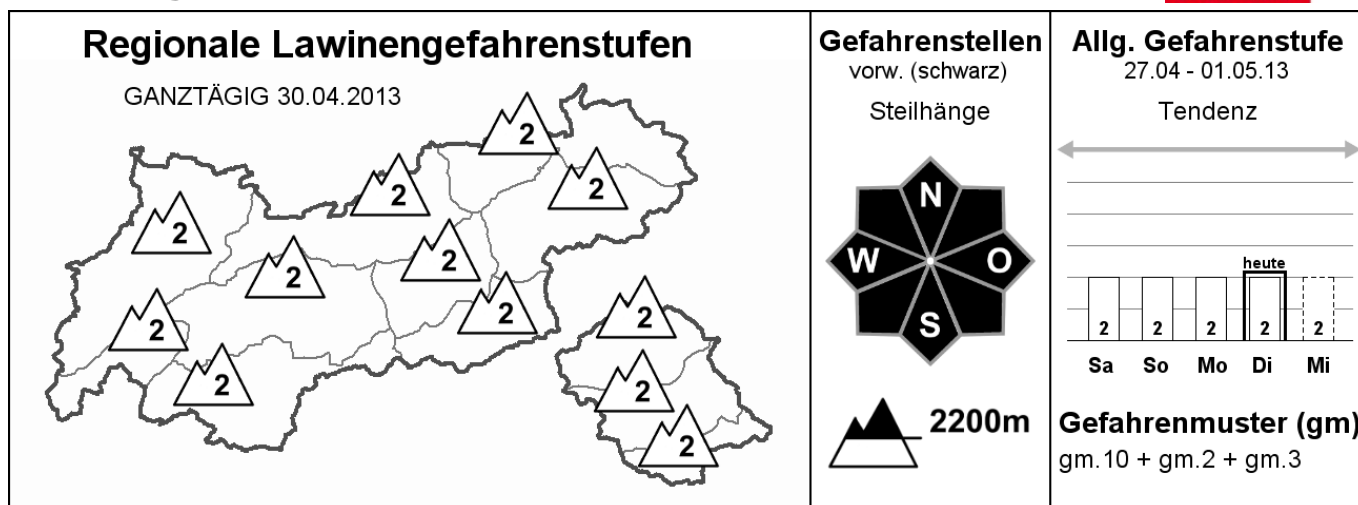 Regionale Lawinengefahrenstufen
GANZTÄGIG 30.04.2013
2
2
2
2
2
2
2
2
2
2
2
2
Gefahrenstellen
vorw. (schwarz)
Steilhänge
N
W O
S
2200m
Allg. Gefahrenstufe
27.04 - 01.05.13
Tendenz
heute
2 2 2 2 2
Sa So Mo Di Mi
Gefahrenmuster (gm)
gm.10 + gm.2 + gm.3